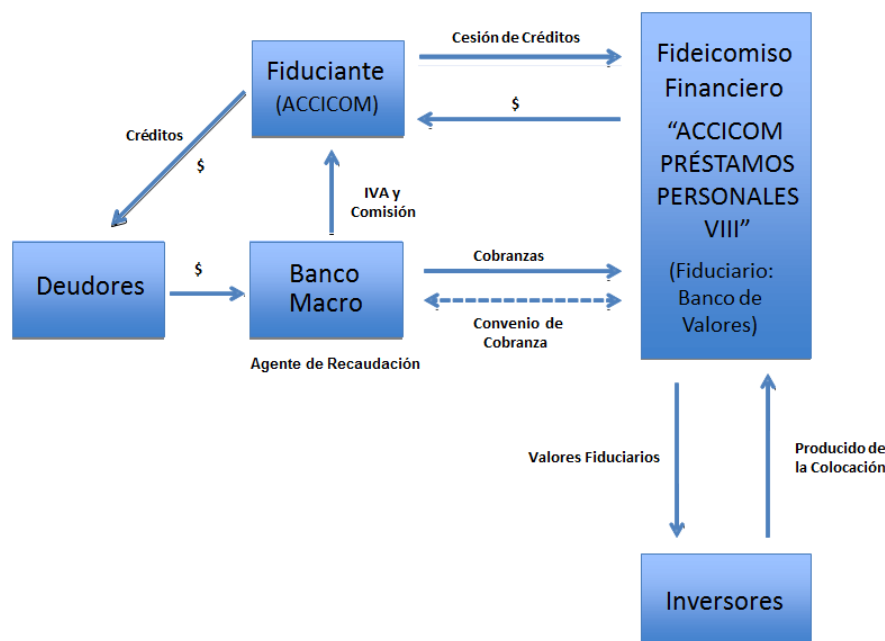 Fiduciante
(ACCICOM)
Cesión de Créditos
$
Fideicomiso
Financiero
“ACCICOM
PRÉSTAMOS
PERSONALES
VIII”
(Fiduciario:
Banco de
Valores)
Créditos
$
IVA y
Comisión
Deudores
$
Banco
Macro
Cobranzas
Convenio de
Cobranza
Agente de Recaudación
Valores Fiduciarios
Producido de
la Colocación
Inversores